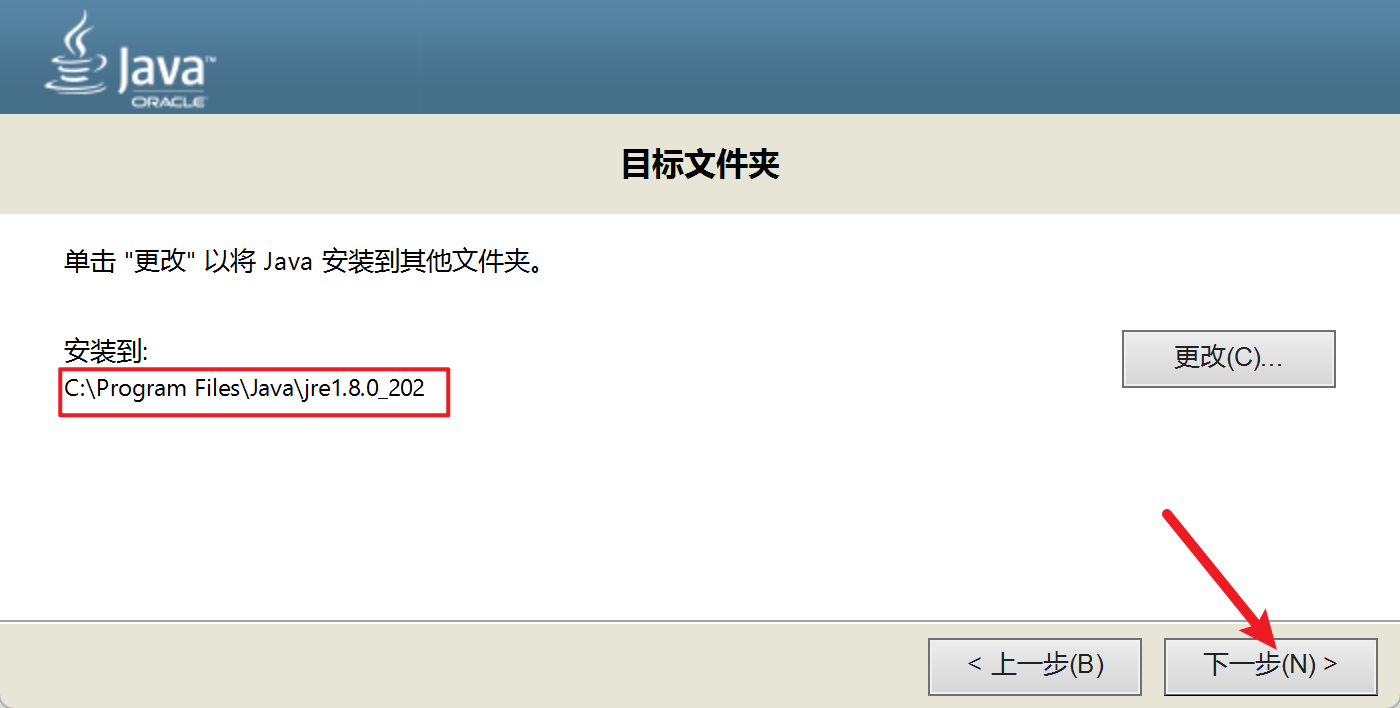 Java™
ORACLE
目标文件夹
单击 "更改" 以将 Java 安装到其他文件夹。
安装到:
更改(C)...
C:\Program Files\Java\jre1.8.0_202
< 上一步(B)
下一步(N) >